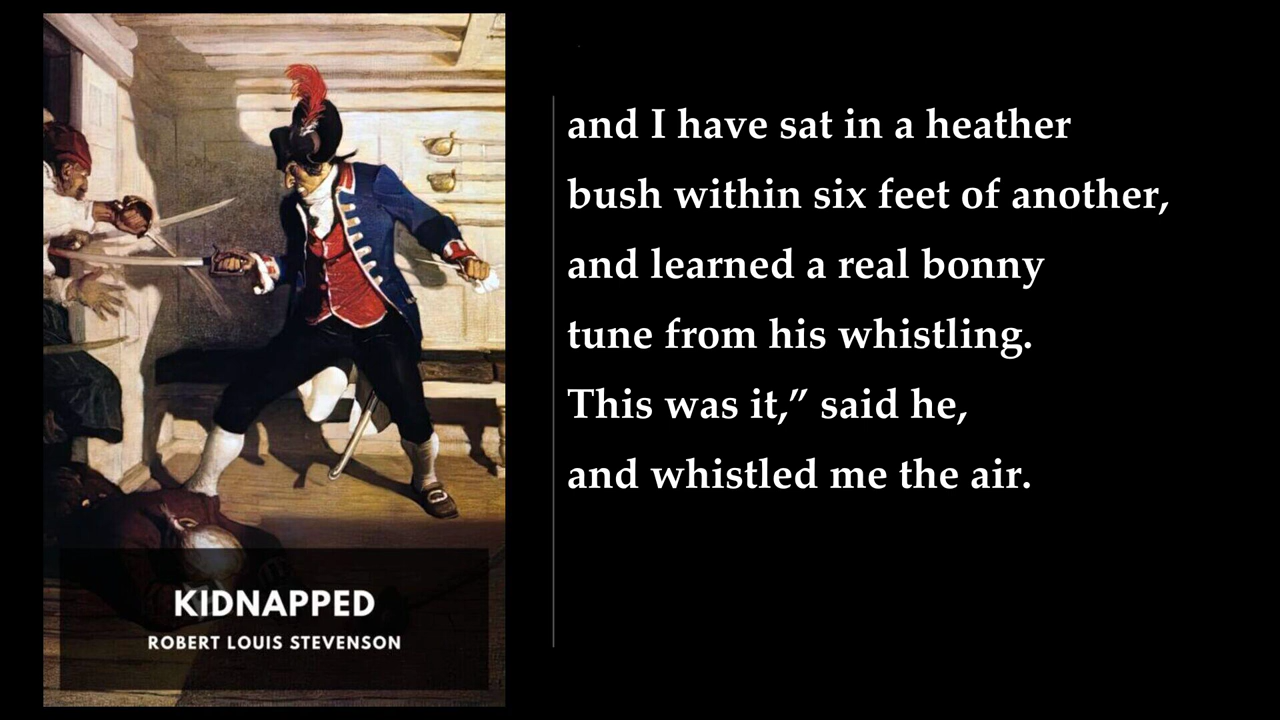 and I have sat in a heather
bush within six feet of another,
and learned a real bonny
tune from his whistling.
This was it,” said he,
and whistled me the air.
KIDNAPPED
ROBERT LOUIS STEVENSON